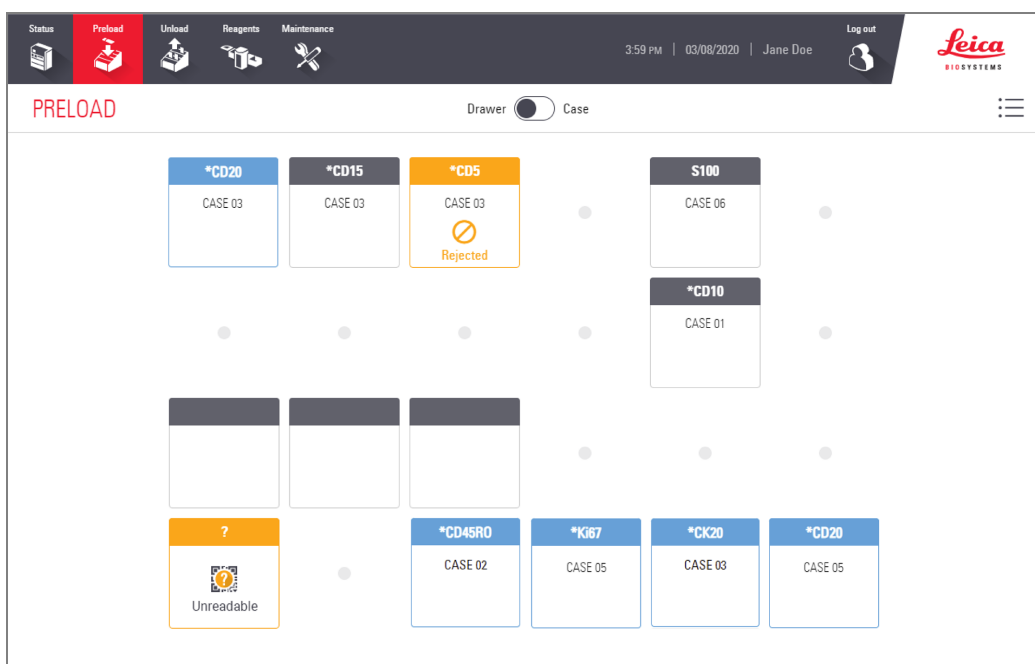 Status Preload Unload Reagents Maintenance
3:59 PM | 03/08/2020 | Jane Doe
Log out
Leica
BIOSYSTEMS
PRELOAD
Drawer Case
*CD20 *CD15 *CD5 S100
CASE 03 CASE 03 CASE 03 CASE 06
Rejected
*CD10
CASE 01
? *CD45RO *Ki67 *CK20 *CD20
CASE 02 CASE 05 CASE 03 CASE 05
?
Unreadable